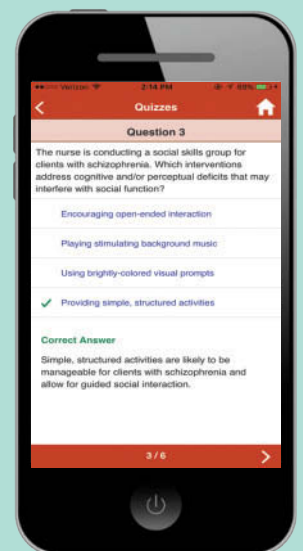 Verizon 2:14 PM 69%
Quizzes
Question 3
The nurse is conducting a social skills group for
clients with schizophrenia. Which interventions
address cognitive and/or perceptual deficits that may
interfere with social function?
Encouraging open-ended interaction
Playing stimulating background music
Using brightly-colored visual prompts
Providing simple, structured activities
Correct Answer
Simple, structured activities are likely to be
manageable for clients with schizophrenia and
allow for guided social interaction.
3 / 6